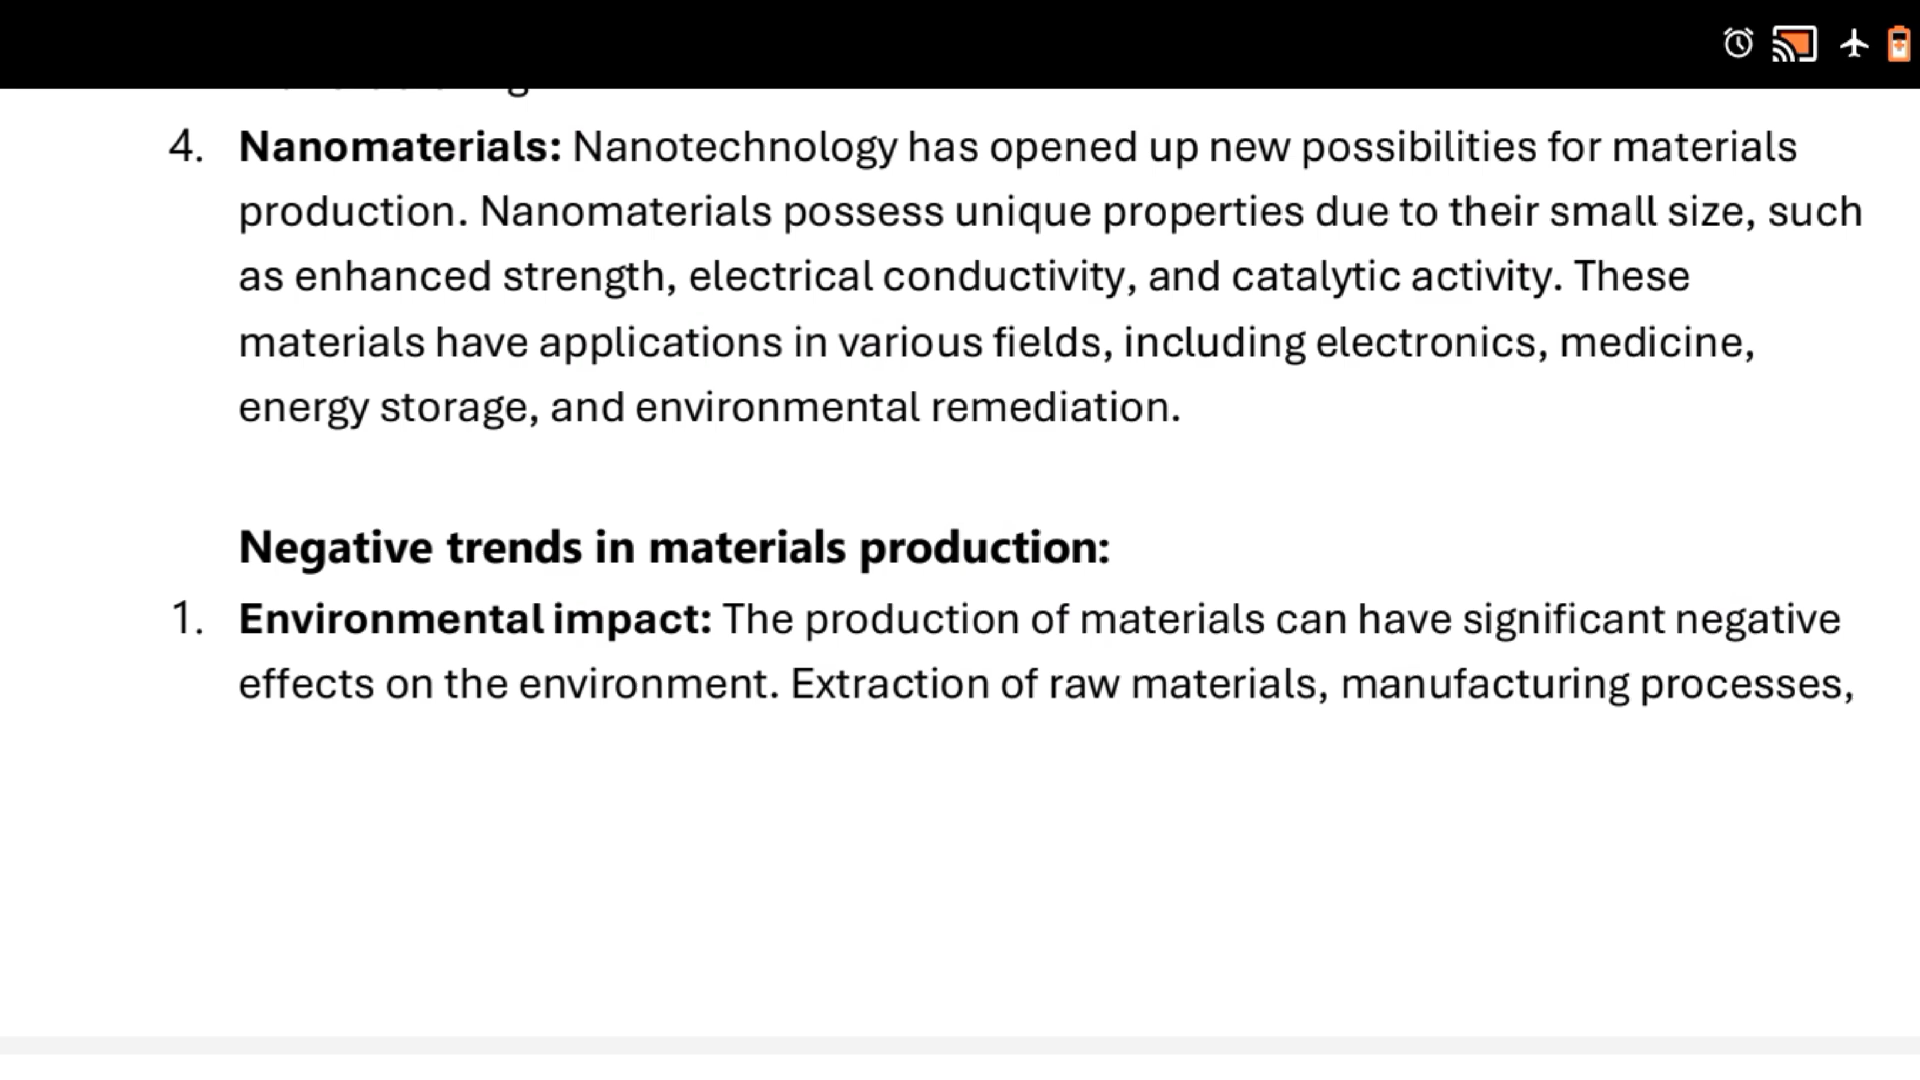 4. Nanomaterials: Nanotechnology has opened up new possibilities for materials
production. Nanomaterials possess unique properties due to their small size, such
as enhanced strength, electrical conductivity, and catalytic activity. These
materials have applications in various fields, including electronics, medicine,
energy storage, and environmental remediation.
Negative trends in materials production:
1. Environmental impact: The production of materials can have significant negative
effects on the environment. Extraction of raw materials, manufacturing processes,